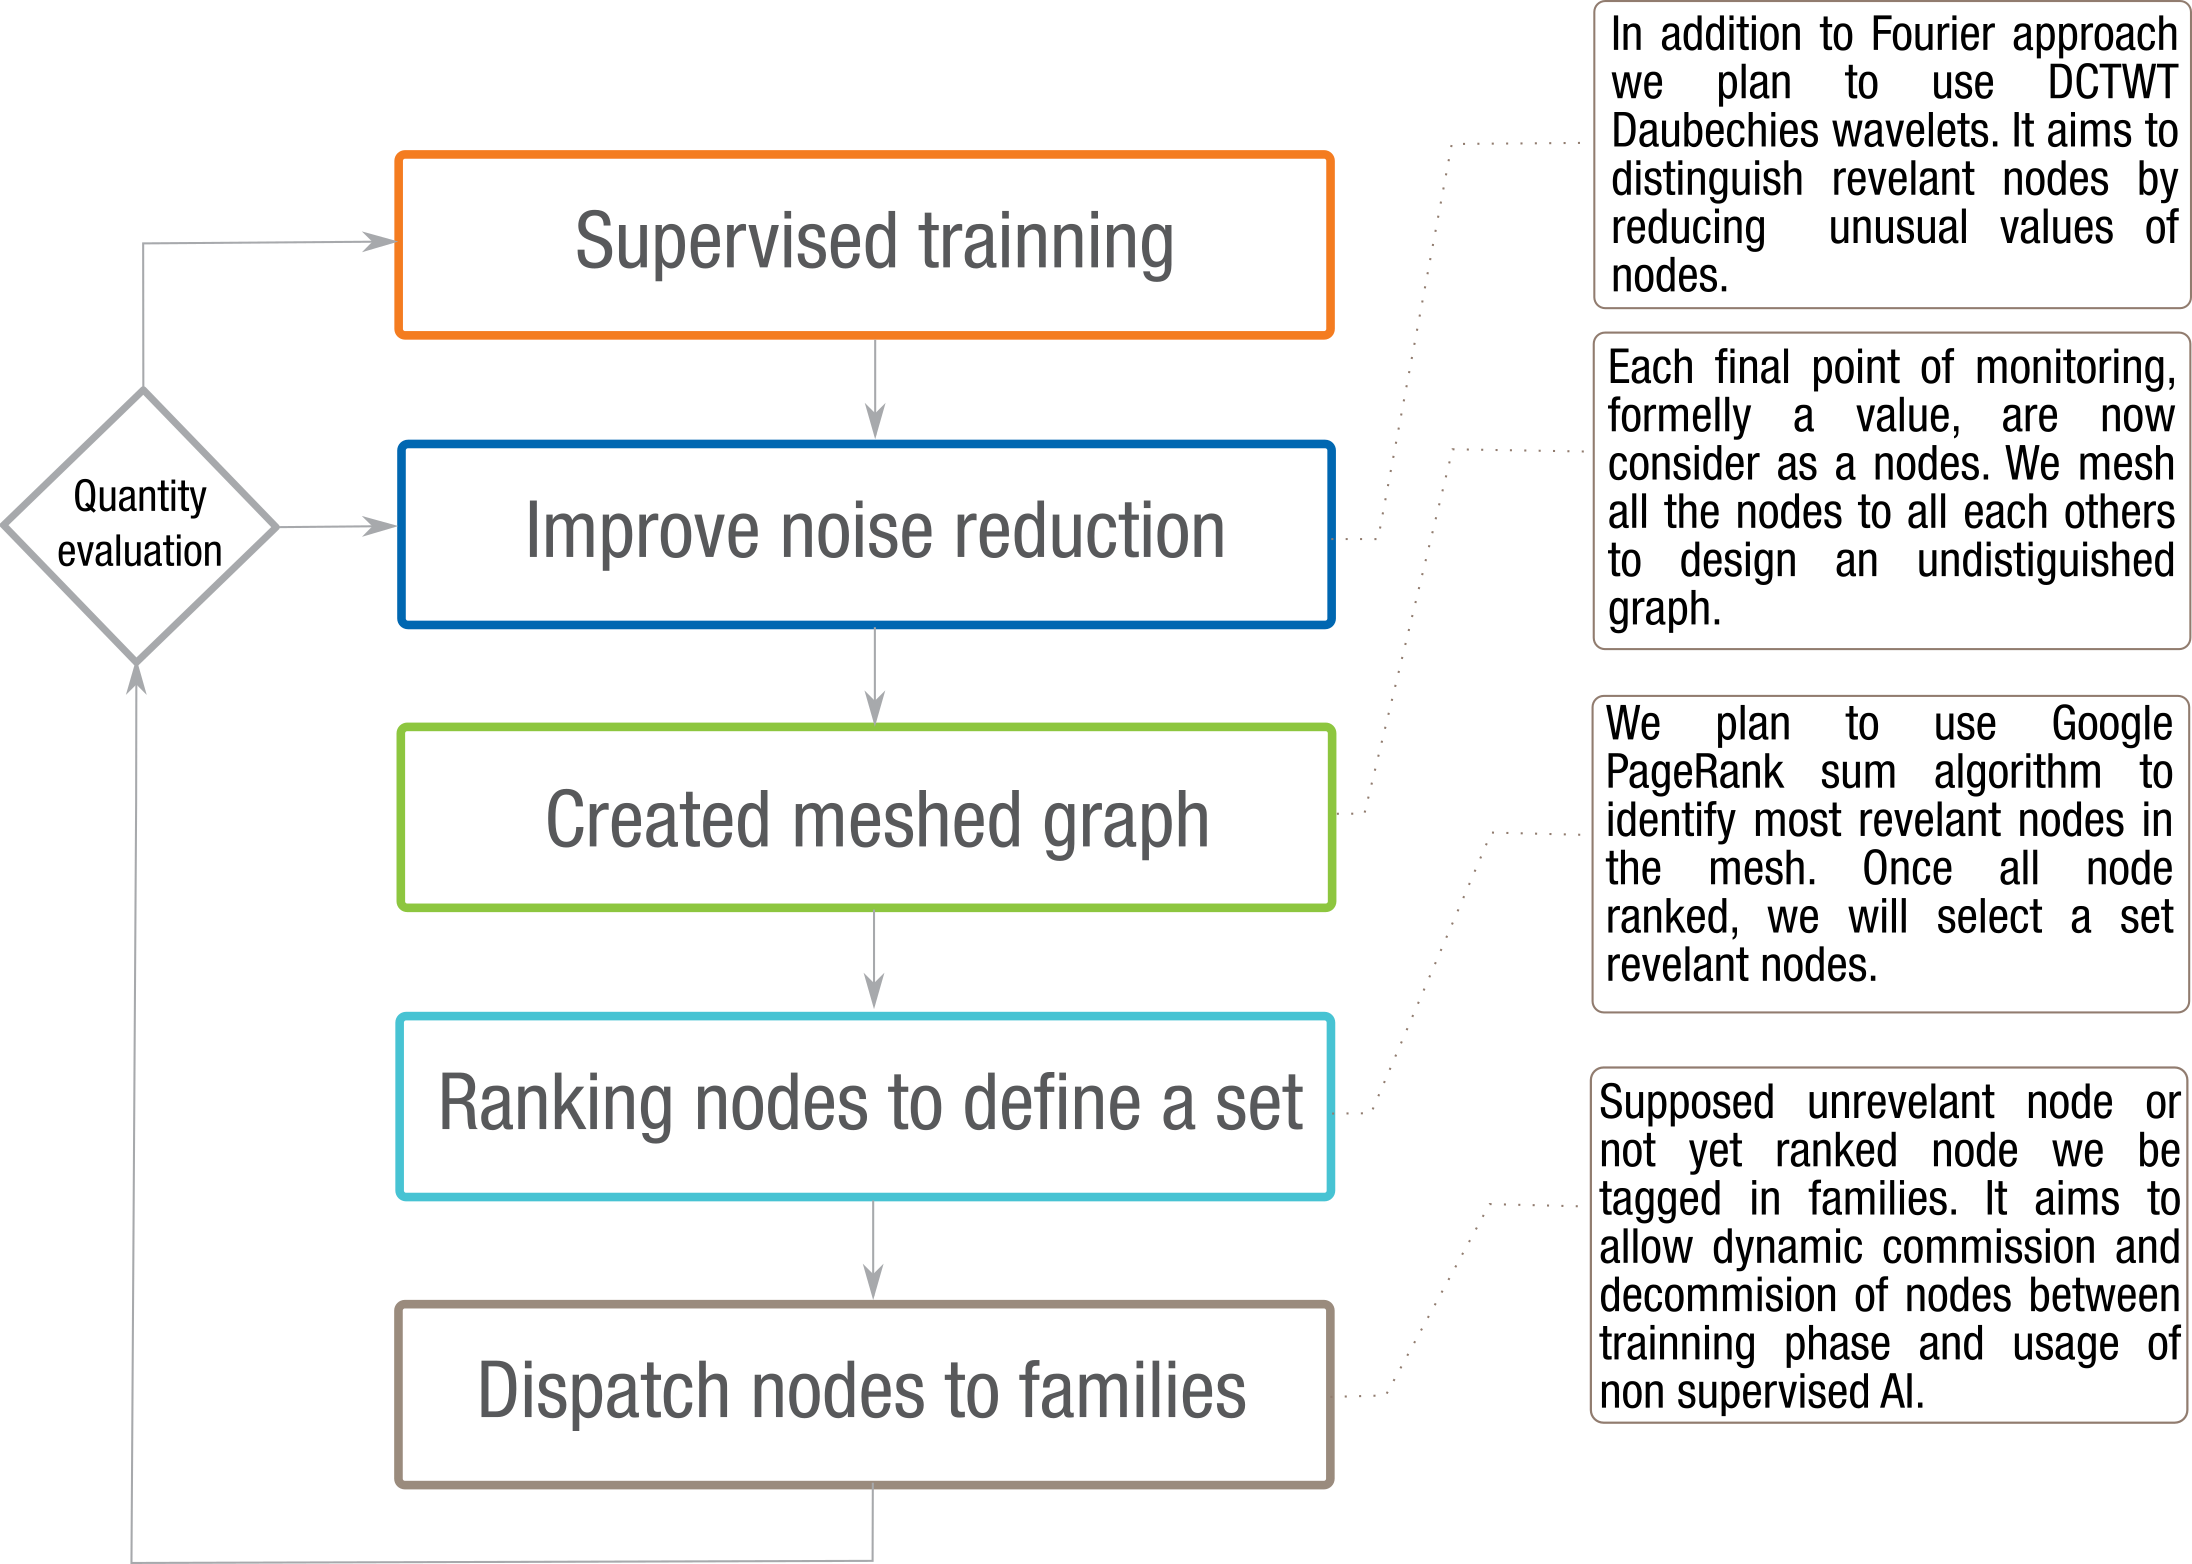 Supervised trainning
Improve noise reduction
Created meshed graph
Ranking nodes to define a set
Dispatch nodes to families
Quantity
evaluation
In addition to Fourier approach
we plan to use DCTWT
Daubechies wavelets. It aims to
distinguish revelant nodes by
reducing unusual values of
nodes.
Each final point of monitoring,
formelly a value, are now
consider as a nodes. We mesh
all the nodes to all each others
to design an undistiguished
graph.
We plan to use Google
PageRank sum algorithm to
identify most revelant nodes in
the mesh. Once all node
ranked, we will select a set
revelant nodes.
Supposed unrevelant node or
not yet ranked node we be
tagged in families. It aims to
allow dynamic commission and
decommision of nodes between
trainning phase and usage of
non supervised AI.